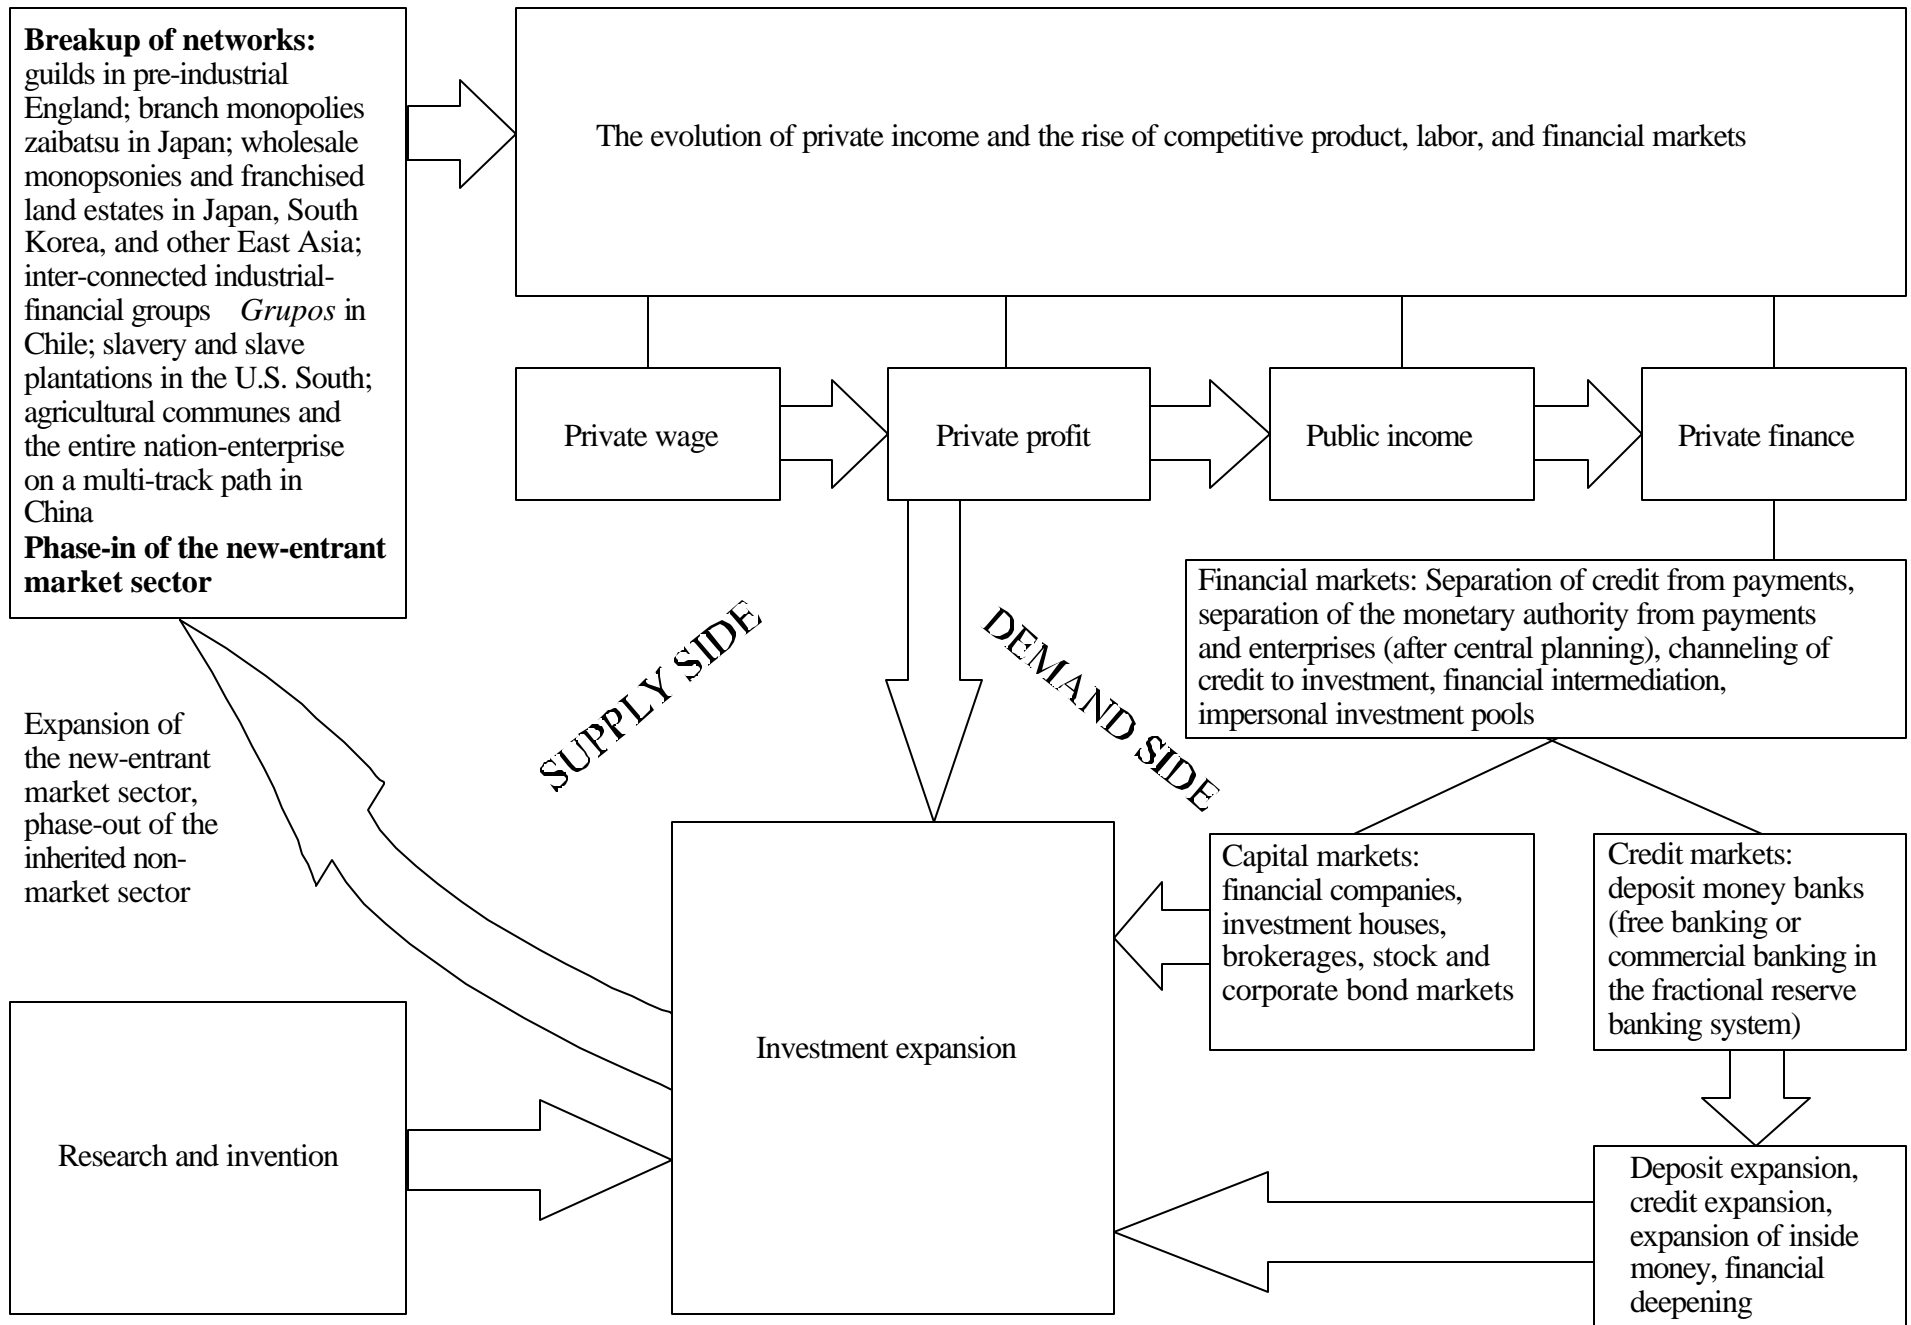 Breakup of networks:
guilds in pre-industrial
England; branch monopolies
zaibatsu in Japan; wholesale
monopsonies and franchised
land estates in Japan, South
Korea, and other East Asia;
inter-connected industrial-
financial groups Grupos in
Chile; slavery and slave
plantations in the U.S. South;
agricultural communes and
the entire nation-enterprise
on a multi-track path in
China
Phase-in of the new-entrant
market sector
The evolution of private income and the rise of competitive product, labor, and financial markets
Private wage
Private profit
Public income
Private finance
Financial markets: Separation of credit from payments,
separation of the monetary authority from payments
and enterprises (after central planning), channeling of
credit to investment, financial intermediation,
impersonal investment pools
SUPPLY SIDE
DEMAND SIDE
Expansion of
the new-entrant
market sector,
phase-out of the
inherited non-
market sector
Capital markets:
financial companies,
investment houses,
brokerages, stock and
corporate bond markets
Credit markets:
deposit money banks
(free banking or
commercial banking in
the fractional reserve
banking system)
Investment expansion
Research and invention
Deposit expansion,
credit expansion,
expansion of inside
money, financial
deepening